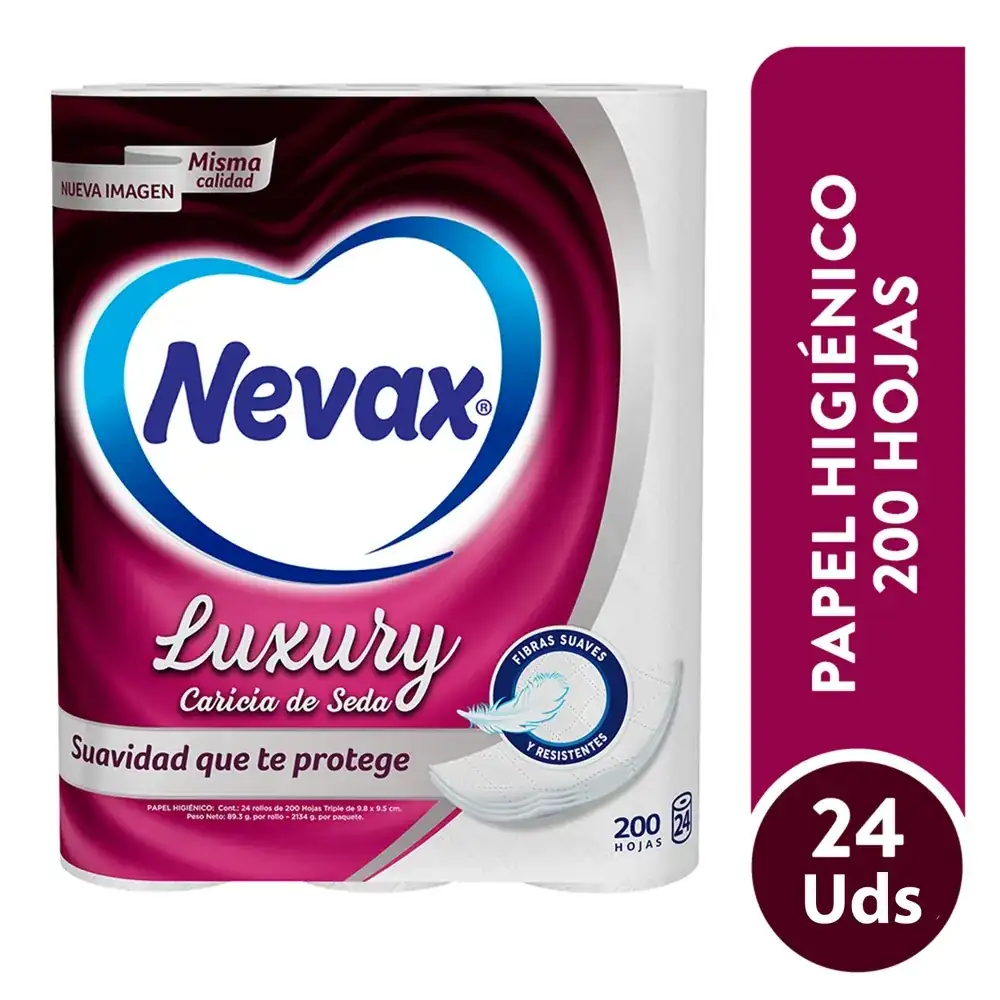 NUEVA IMAGEN
Misma
calidad
Nevax®
Luxury
Caricia de Seda
Suavidad que te protege
FIBRAS SUAVES
Y RESISTENTES
PAPEL HIGIÉNICO: Cont.: 24 rollos de 200 Hojas Triple de 9.8 x 9.5 cm.
Peso Neto: 89.3 g. por rollo – 2134 g. por paquete.
200
HOJAS
24
PAPEL HIGIÉNICO
200 HOJAS
24
Uds